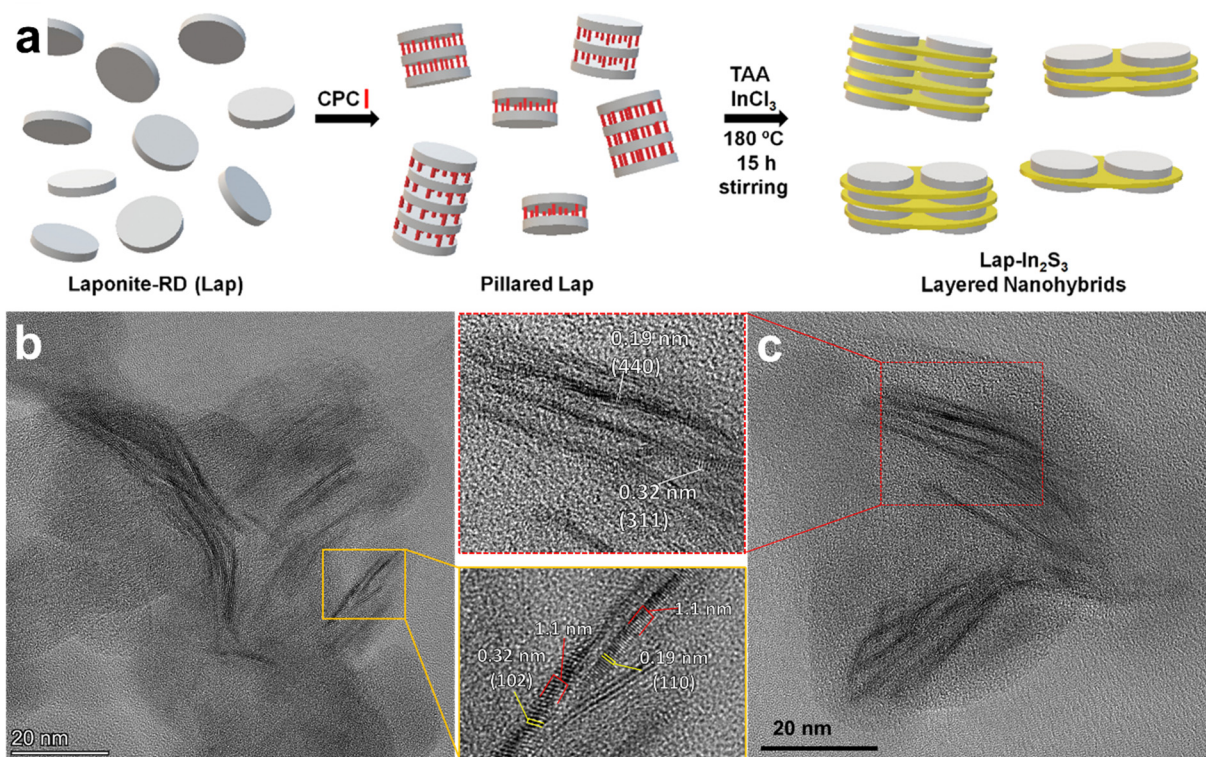 a
CPC
TAA
InCl₃
180 ºC
15 h
stirring
Laponite-RD (Lap)
Pillared Lap
Lap-In₂S₃
Layered Nanohybrids
b
20 nm
0.19 nm
(440)
0.32 nm
(311)
1.1 nm
1.1 nm
0.32 nm
(102)
0.19 nm
(110)
c
20 nm